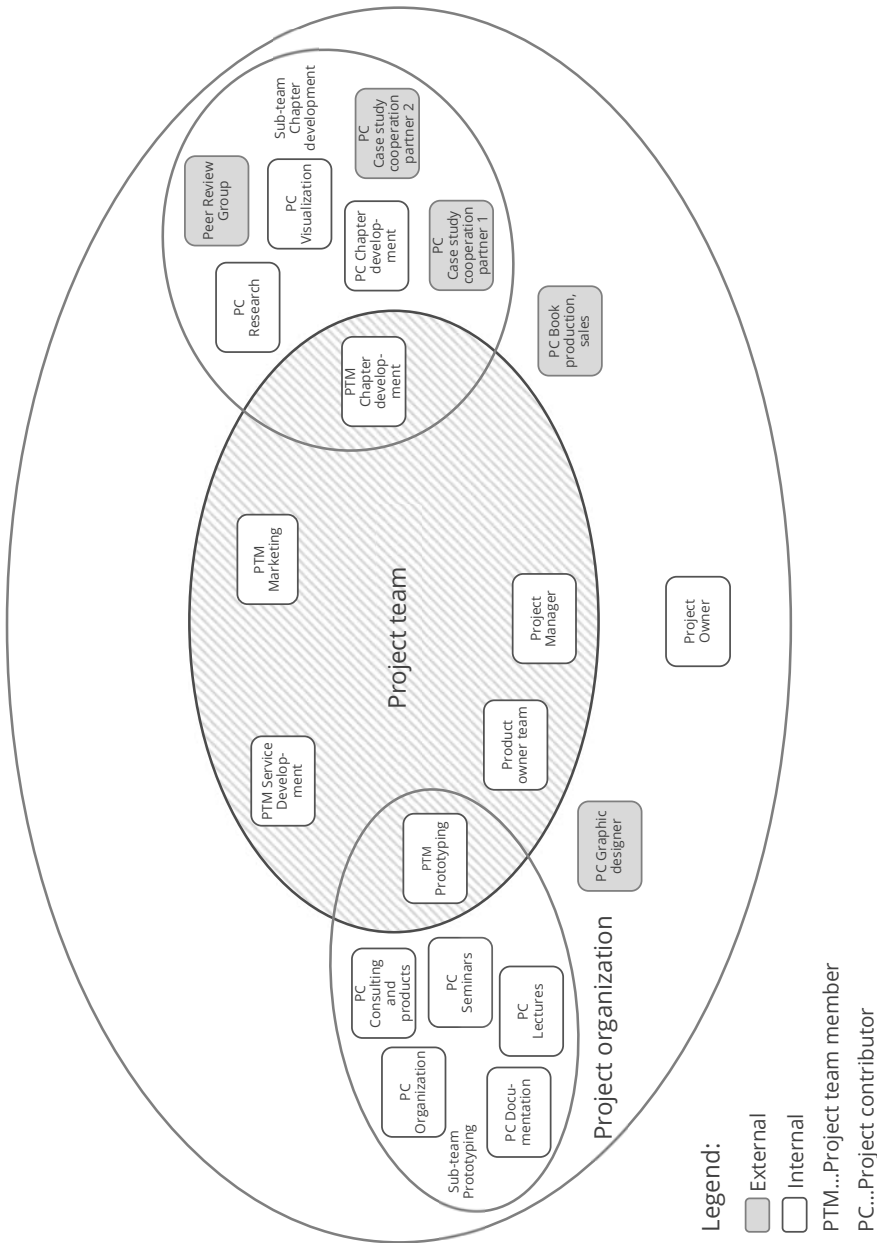 Peer Review
Group
PC
Research
PTM
Marketing
PTM Service
Develop-
ment
PC
Visualization
Sub-team
Chapter
development
PTM
Chapter
develop-
ment
PC Chapter
develop-
ment
PC
Case study
cooperation
partner 2
PC
Consulting
and
products
Project team
PC
Organization
PTM
Prototyping
PC
Seminars
PC
Case study
cooperation
partner 1
Sub-team
Prototyping
Product
owner team
PC Docu-
mentation
PC
Lectures
Project
Manager
PC Book
production,
sales
Project organization
PC Graphic
designer
Project
Owner
Legend:
External
Internal
PTM...Project team member
PC...Project contributor